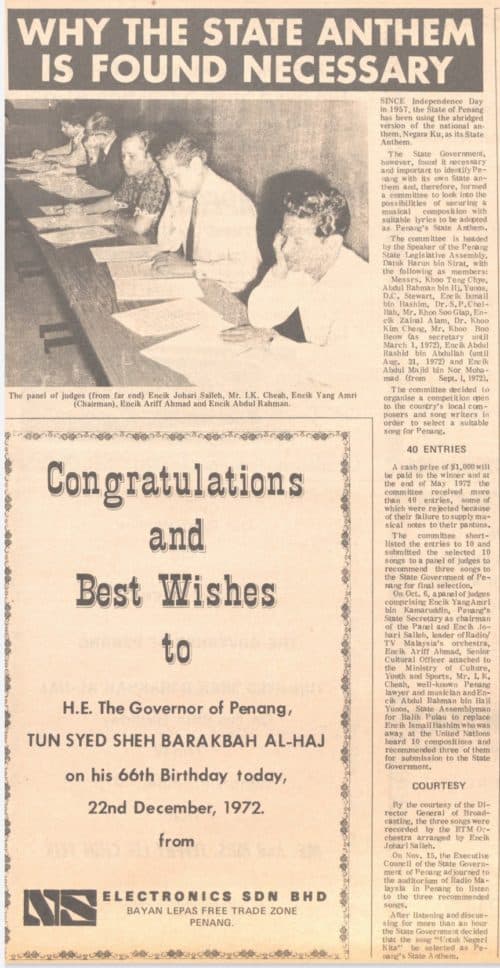 WHY THE STATE ANTHEM
IS FOUND NECESSARY
SINCE Independence Day
in 1957, the State of Penang
has been using the abridged
version of the national an-
them, Negara Ku, as its State
Anthem.
The State Government,
however, found it necessary
and important to identify Pe-
nang with its own State an-
them and, therefore, formed
a committee to look into the
possibilities of securing a
musical composition with
suitable lyrics to be adopted
as Penang's State Anthem.
The committee is headed
by the Speaker of the Penang
State Legislative Assembly,
Datuk Harun bin Sirat, with
the following as members:
Messrs. Khoo Teng Chye,
Abdul Rahman bin Hj. Yunos,
D.C. Stewart, Encik Ismail
bin Hashim, Dr. S.P. Chel-
liah, Mr. Khoo Soo Giap, En-
cik Zainal Alam, Dr. Khoo
Kim Cheng, Mr. Khoo Boo
Beow (as secretary until
March 1, 1972), Encik Abdul
Rashid bin Abdullah (until
Aug. 31, 1972) and Encik
Abdul Majid bin Nor Moha-
mad (from Sept. 1, 1972).
The committee decided to
organise a competition open
to the country's local com-
posers and song writers in
order to select a suitable
song for Penang.
40 ENTRIES
A cash prize of $1,000 will
be paid to the winner and at
the end of May 1972 the
committee received more
than 40 entries, some of
which were rejected because
of their failure to supply mu-
sical notes to their pantuns.
The committee short-
listed the entries to 10 and
submitted the selected 10
songs to a panel of judges to
recommend three songs to
the State Government of Pe-
nang for final selection.
On Oct. 6, a panel of judges
comprising Encik Yang Amri
bin Kamaruddin, Penang's
State Secretary as chairman
of the Panel and Encik Jo-
hari Salleh, leader of Radio/
TV Malaysia's orchestra,
Encik Ariff Ahmad, Senior
Cultural Officer attached to
the Ministry of Culture,
Youth and Sports, Mr. I.K.
Cheah, well-known Penang
lawyer and musician and En-
cik Abdul Rahman bin Haji
Yunos, State Assemblyman
for Balik Pulau to replace
Encik Ismail Hashim who was
away at the United Nations
heard 10 compositions and
recommended three of them
for submission to the State
Government.
COURTESY
By the courtesy of the Di-
rector General of Broad-
casting, the three songs were
recorded by the RTM Or-
chestra arranged by Encik
Johari Salleh.
On Nov. 15, the Executive
Council of the State Govern-
ment of Penang adjourned to
the auditorium of Radio Ma-
laysia in Penang to listen
to the three recommended
songs.
After listening and discus-
sing for more than an hour
the State Government decided
that the song "Untuk Negeri
Kita" be selected as Pe-
nang's State Anthem.
The panel of judges (from far end) Encik Johari Salleh, Mr. I.K. Cheah, Encik Yang Amri
(Chairman), Encik Ariff Ahmad and Encik Abdul Rahman.
Congratulations
and
Best Wishes
to
H.E. The Governor of Penang,
TUN SYED SHEH BARAKBAH AL-HAJ
on his 66th Birthday today,
22nd December, 1972.
from
NS ELECTRONICS SDN BHD
BAYAN LEPAS FREE TRADE ZONE
PENANG.